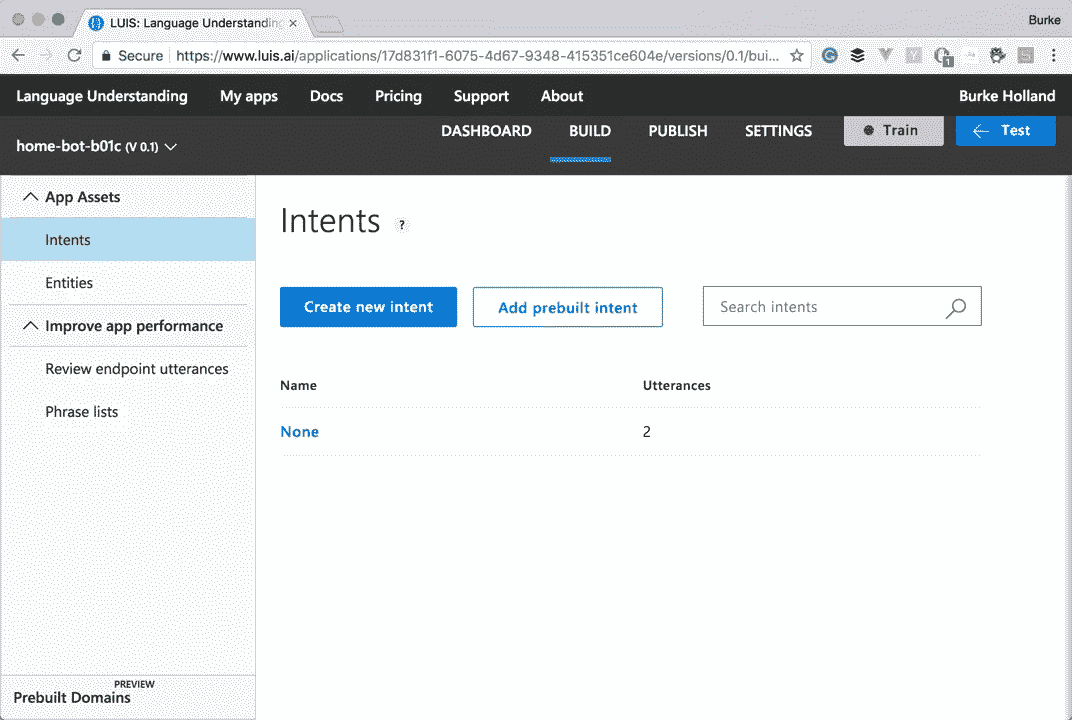 LUIS: Language Understanding
Burke
Secure https://www.luis.ai/applications/17d831f1-6075-4d67-9348-415351ce604e/versions/0.1/bui...
Language Understanding My apps Docs Pricing Support About Burke Holland
home-bot-b01c (V 0.1) DASHBOARD BUILD PUBLISH SETTINGS Train Test
App Assets
Intents
Entities
Improve app performance
Review endpoint utterances
Phrase lists
PREVIEW
Prebuilt Domains
Intents ?
Create new intent Add prebuilt intent Search intents
Name Utterances
None 2